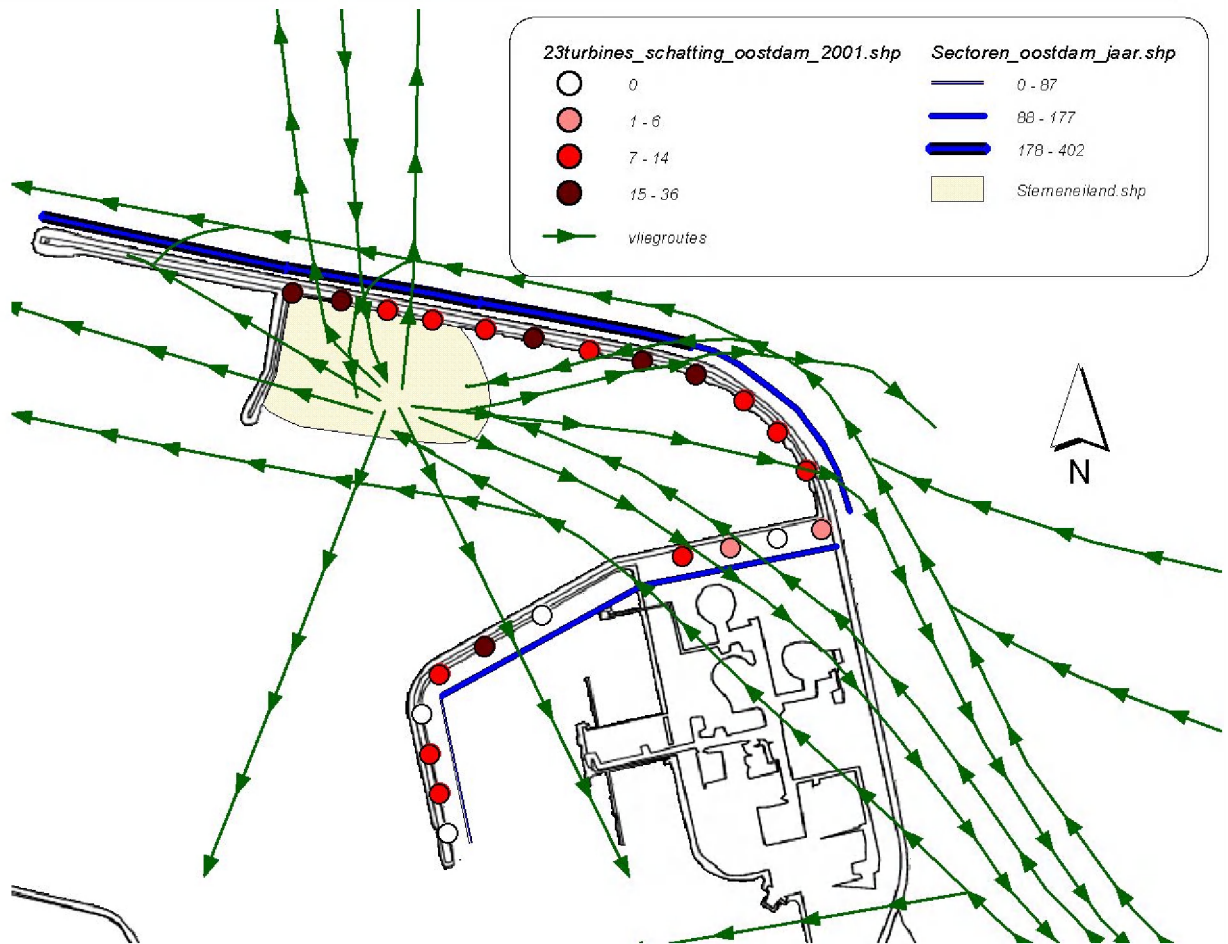 23turbines_schatting_oostdam_2001.shp
0
1 - 6
7 - 14
15 - 36
vliegroutes
Sectoren_oostdam_jaar.shp
0 - 87
88 - 177
178 - 402
Sterneneiland.shp
N